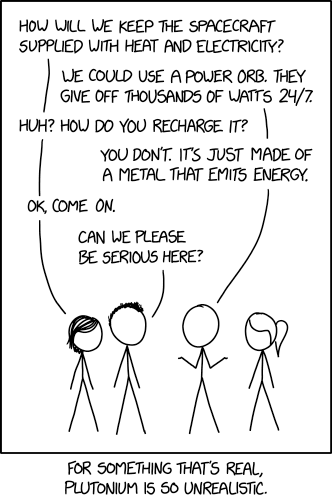 HOW WILL WE KEEP THE SPACECRAFT
SUPPLIED WITH HEAT AND ELECTRICITY?
WE COULD USE A POWER ORB. THEY
GIVE OFF THOUSANDS OF WATTS 24/7.
HUH? HOW DO YOU RECHARGE IT?
YOU DON'T. IT'S JUST MADE OF
A METAL THAT EMITS ENERGY.
OK, COME ON.
CAN WE PLEASE
BE SERIOUS HERE?
FOR SOMETHING THAT'S REAL,
PLUTONIUM IS SO UNREALISTIC.